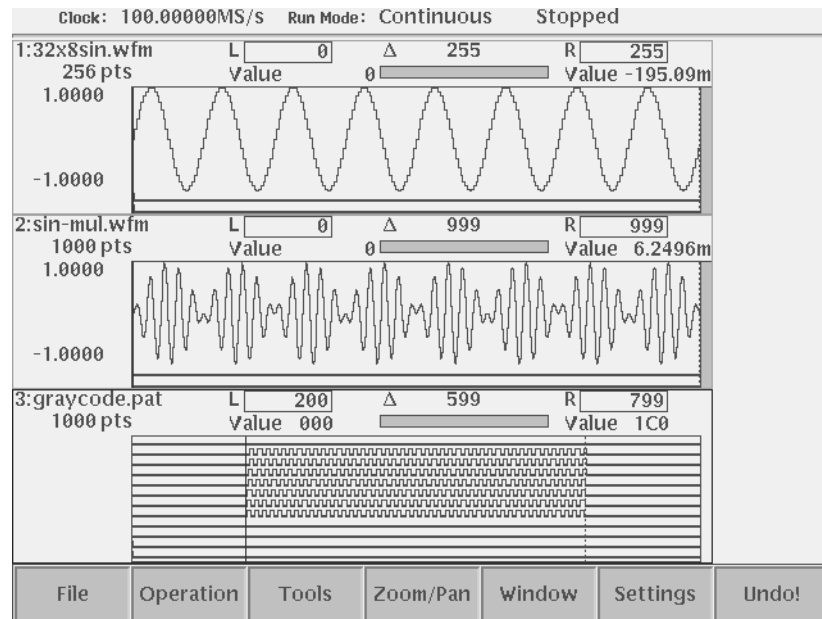 Clock: 100.00000MS/s Run Mode: Continuous Stopped
1:32x8sin.wfm L 0 Δ 255 R 255
256 pts Value 0 Value -195.09m
1.0000
-1.0000
2:sin-mul.wfm L 0 Δ 999 R 999
1000 pts Value 0 Value 6.2496m
1.0000
-1.0000
3:graycode.pat L 200 Δ 599 R 799
1000 pts Value 000 Value 1C0
File Operation Tools Zoom/Pan Window Settings Undo!